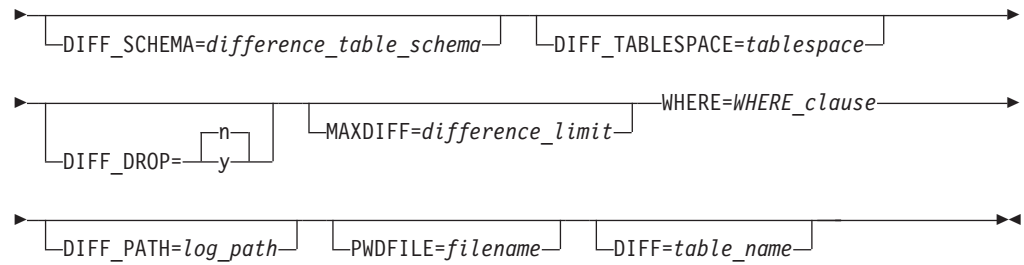 DIFF_SCHEMA=difference_table_schema DIFF_TABLESPACE=tablespace
WHERE=WHERE_clause
n
DIFF_DROP= y MAXDIFF=difference_limit
DIFF_PATH=log_path PWDFILE=filename DIFF=table_name